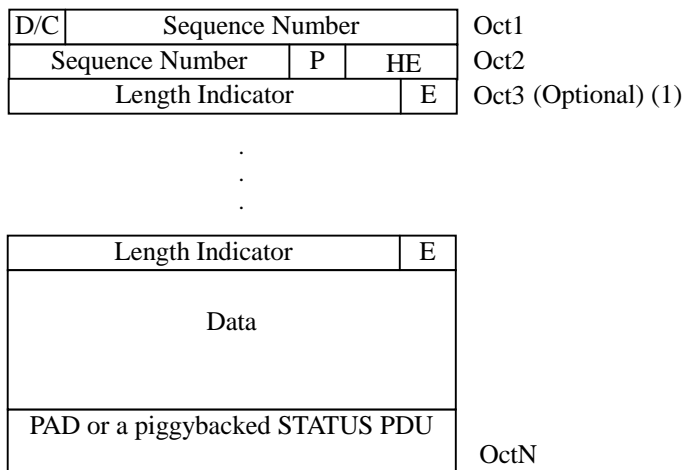 D/C Sequence Number Oct1
Sequence Number P HE Oct2
Length Indicator E Oct3 (Optional) (1)
.
.
.
Length Indicator E
Data
PAD or a piggybacked STATUS PDU
OctN